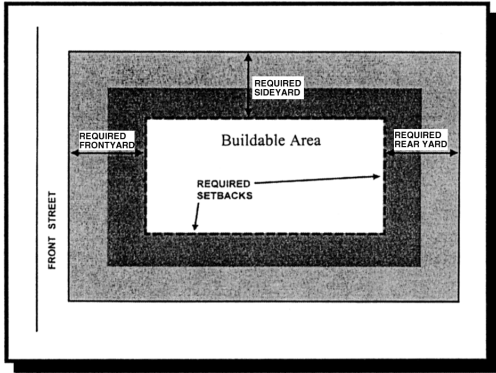 REQUIRED
SIDEYARD
REQUIRED
FRONTYARD
Buildable Area
REQUIRED
REAR YARD
REQUIRED
SETBACKS
FRONT STREET